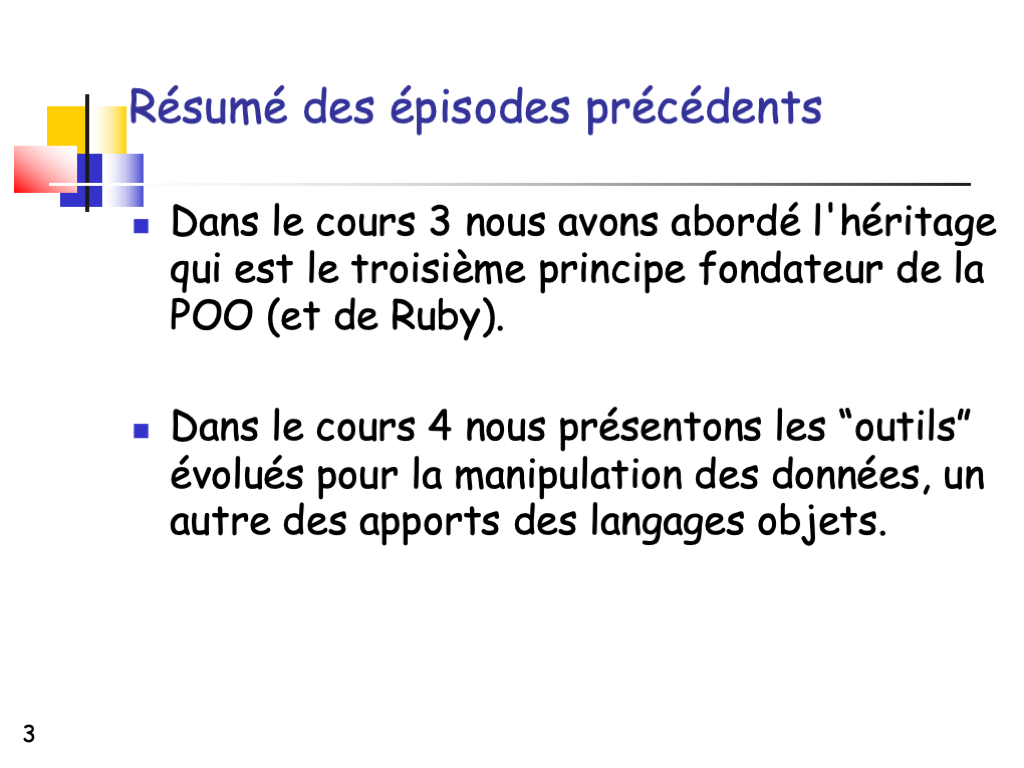 Résumé des épisodes précédents
Dans le cours 3 nous avons abordé l'héritage
qui est le troisième principe fondateur de la
POO (et de Ruby).
Dans le cours 4 nous présentons les “outils”
évolués pour la manipulation des données, un
autre des apports des langages objets.
3